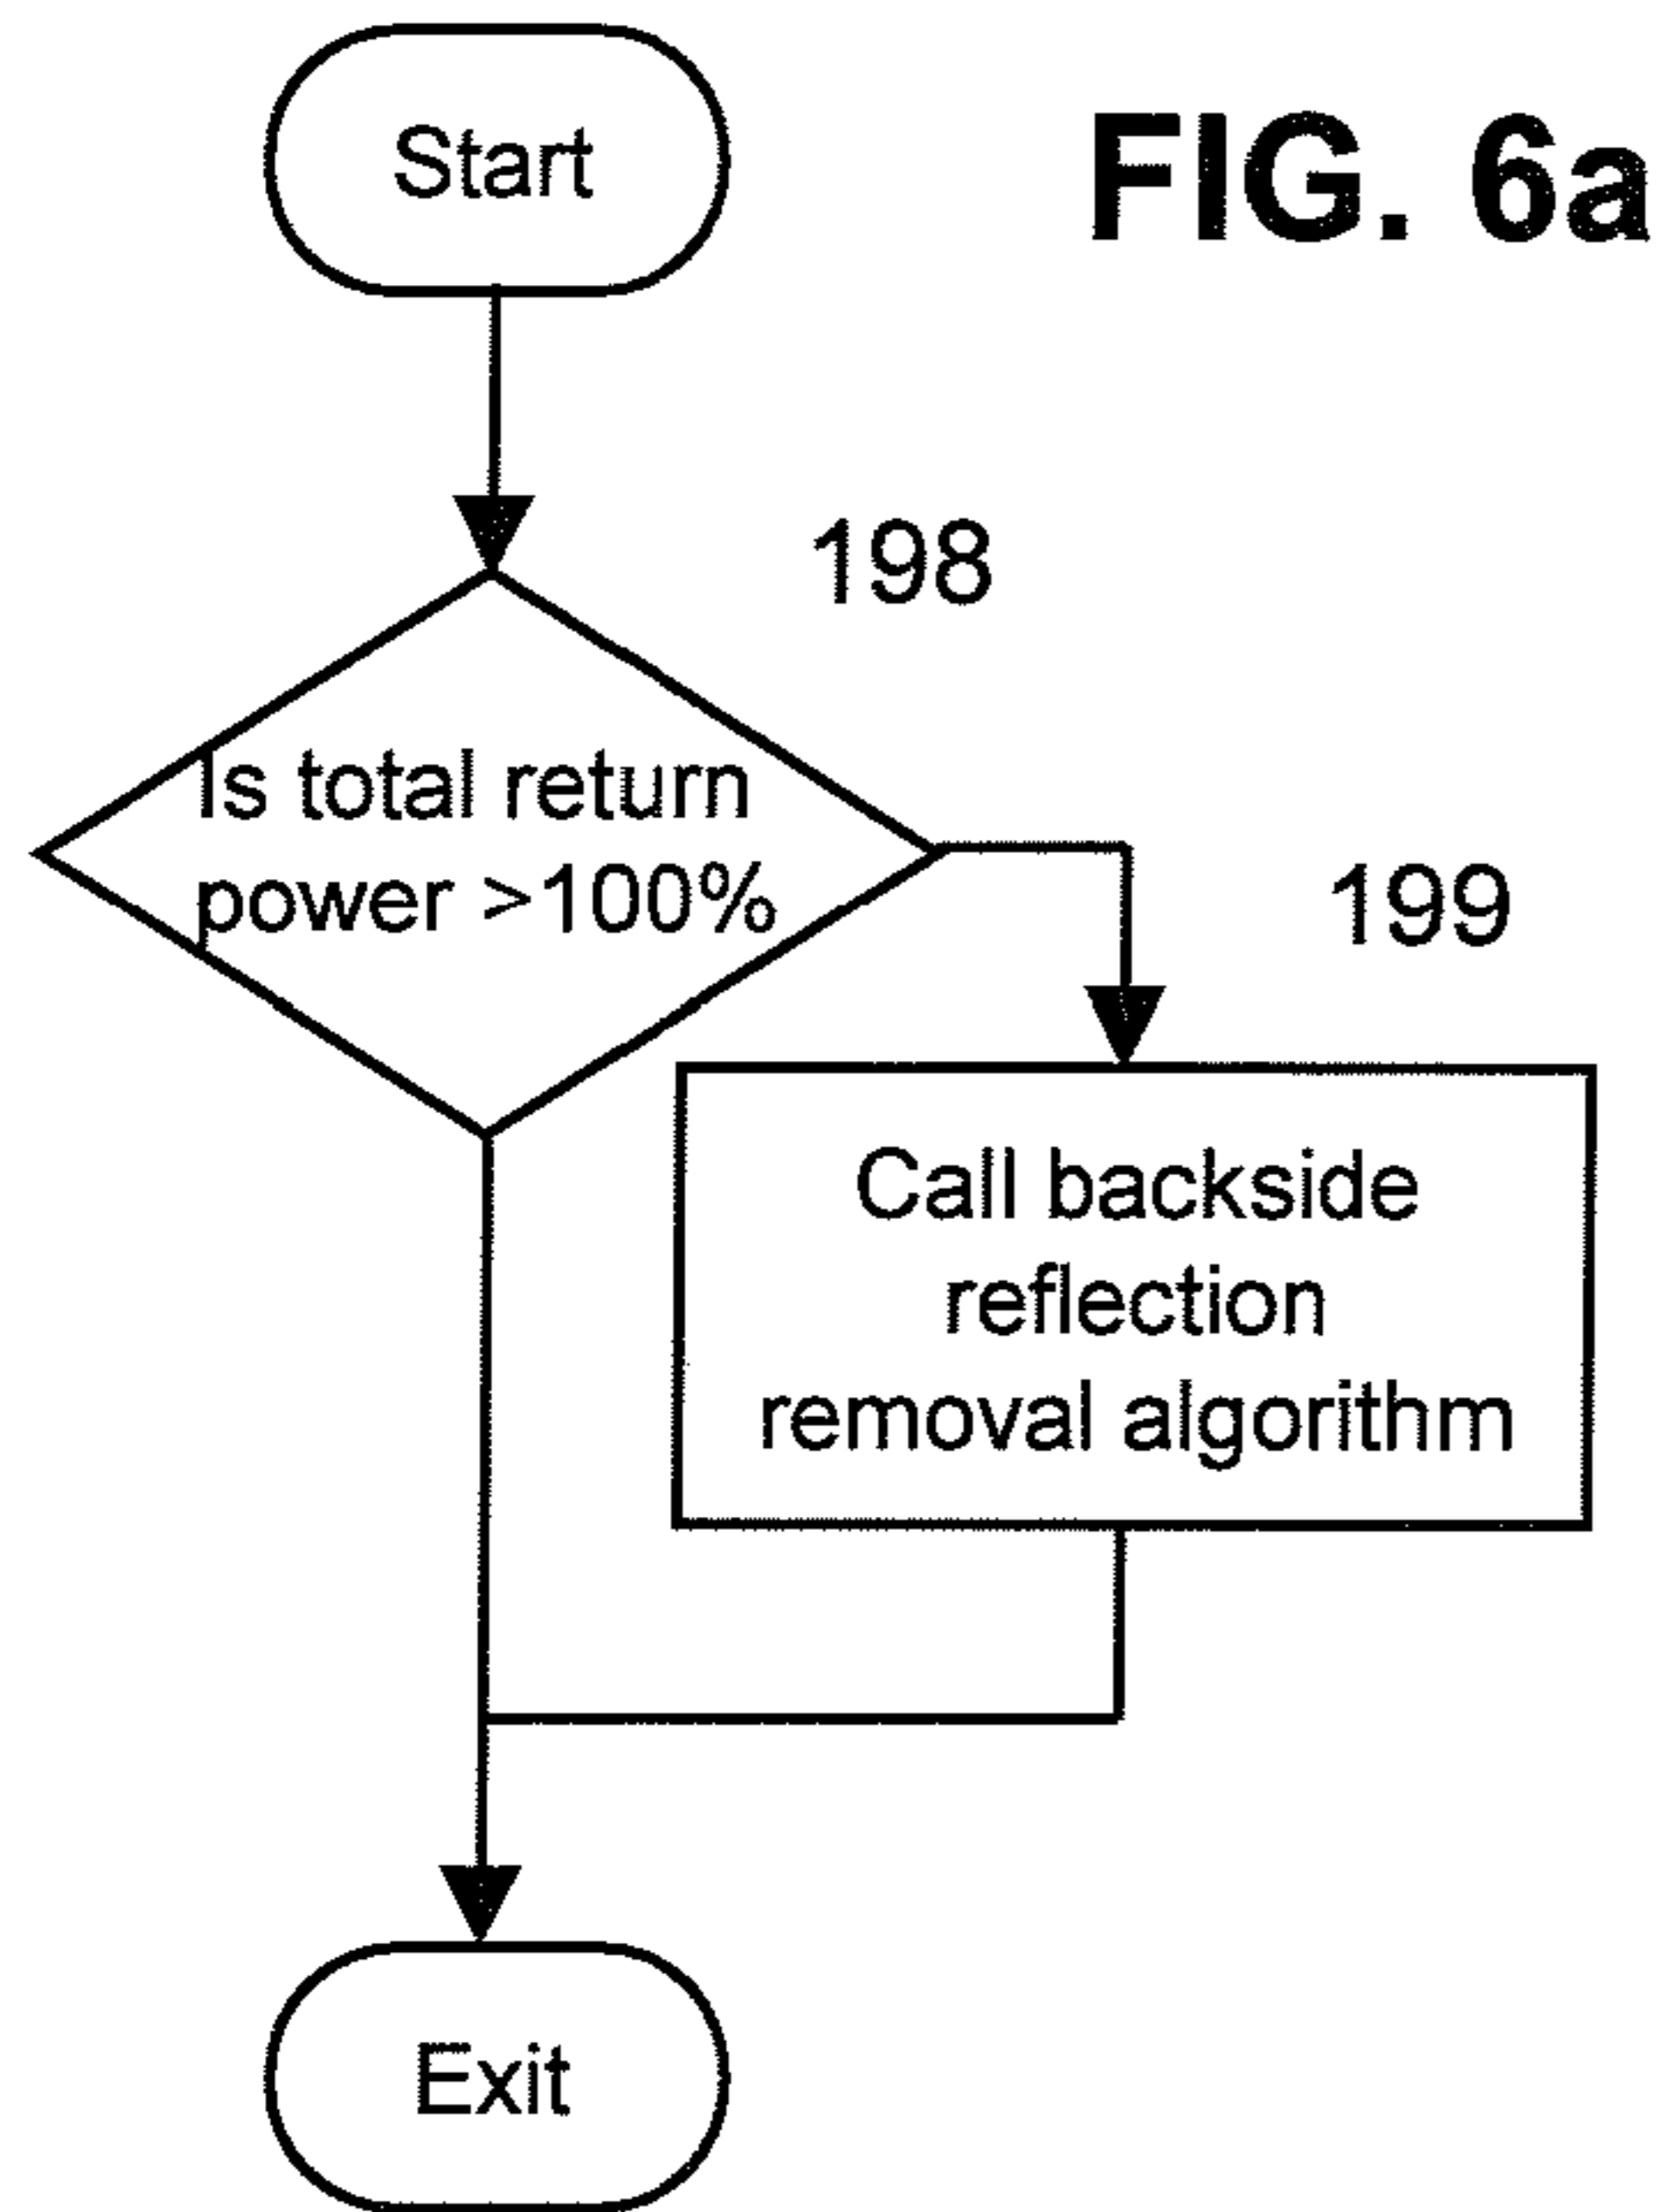 Start
FIG. 6a
198
Is total return
power >100%
199
Call backside
reflection
removal algorithm
Exit